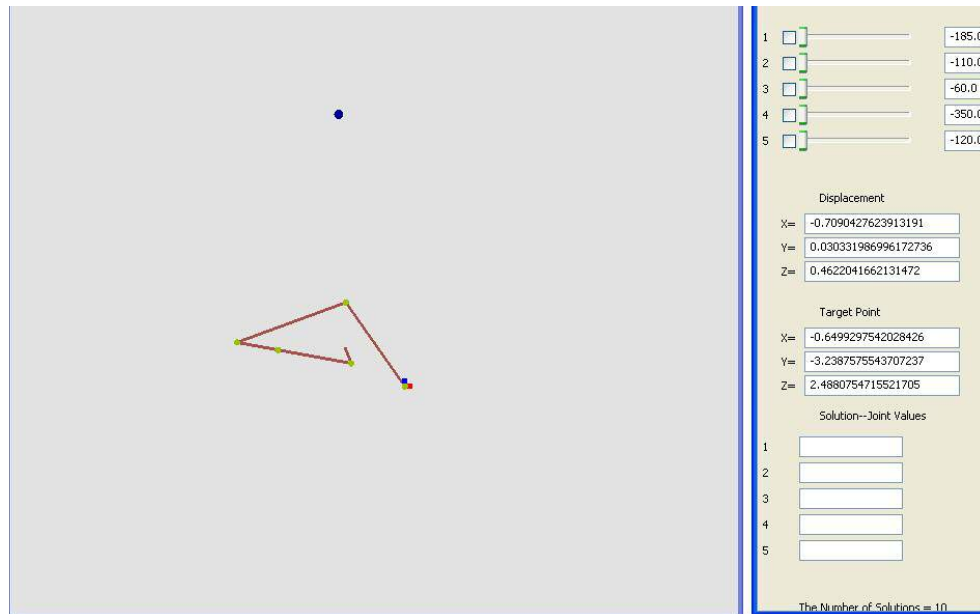 1 -185.0
2 -110.0
3 -60.0
4 -350.0
5 -120.0
Displacement
X= -0.7090427623913191
Y= 0.030331986996172736
Z= 0.4622041662131472
Target Point
X= -0.6499297542028426
Y= -3.2387575543707237
Z= 2.4880754715521705
Solution--Joint Values
1
2
3
4
5
The Number of Solutions = 10